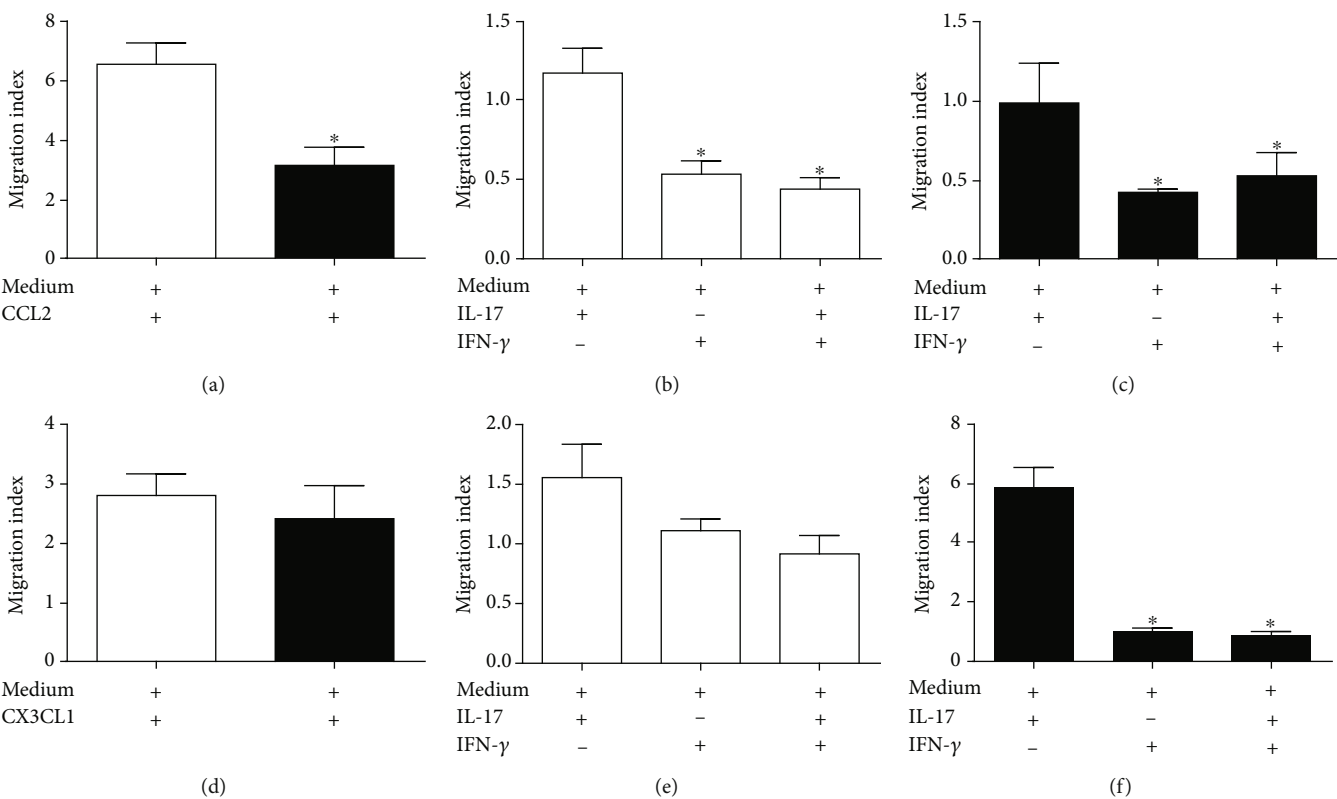 8
6
4
2
0
Migration index
*
Medium + +
CCL2 + +
(a)
1.5
1.0
0.5
0.0
Migration index
* *
Medium + + +
IL-17 + – +
IFN-γ – + +
(b)
1.5
1.0
0.5
0.0
Migration index
* *
Medium + + +
IL-17 + – +
IFN-γ – + +
(c)
4
3
2
1
0
Migration index
Medium + +
CX3CL1 + +
(d)
2.0
1.5
1.0
0.5
0.0
Migration index
Medium + + +
IL-17 + – +
IFN-γ – + +
(e)
8
6
4
2
0
Migration index
* *
Medium + + +
IL-17 + – +
IFN-γ – + +
(f)